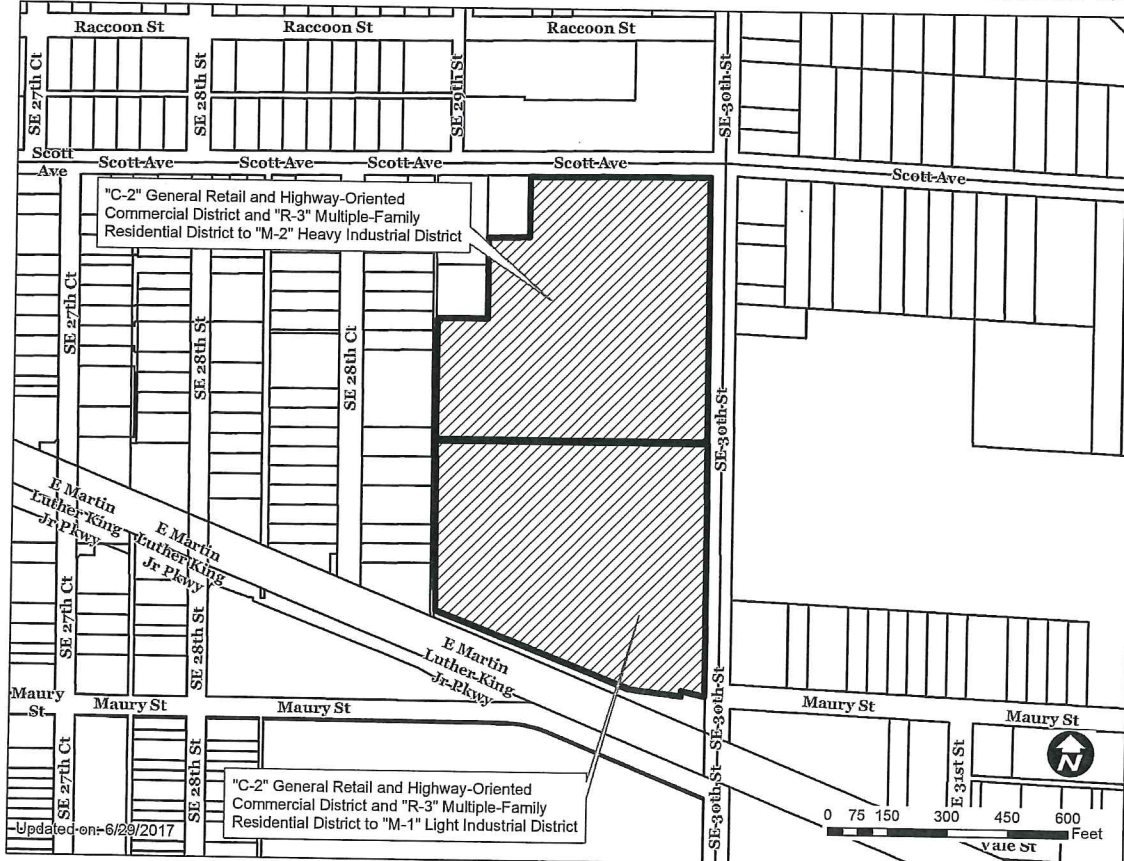 Raccoon St
Raccoon St
Raccoon St
SE 27th Ct
SE 28th St
SE 29th St
SE 30th St
Scott
Ave
Scott Ave
Scott Ave
Scott Ave
Scott Ave
Scott Ave
"C-2" General Retail and Highway-Oriented
Commercial District and "R-3" Multiple-Family
Residential District to "M-2" Heavy Industrial District
SE 27th Ct
SE 28th St
SE 28th Ct
SE 30th St
E Martin
Luther King
Jr Pkwy
E Martin
Luther King
Jr Pkwy
E Martin
Luther King
Jr Pkwy
SE 27th Ct
SE 28th St
SE 30th St
Maury
St
Maury St
Maury St
Maury St
Maury St
SE 27th Ct
SE 28th St
SE 30th St
E 31st St
N
"C-2" General Retail and Highway-Oriented
Commercial District and "R-3" Multiple-Family
Residential District to "M-1" Light Industrial District
Updated on: 6/29/2017
0 75 150 300 450 600
Feet
Vale St